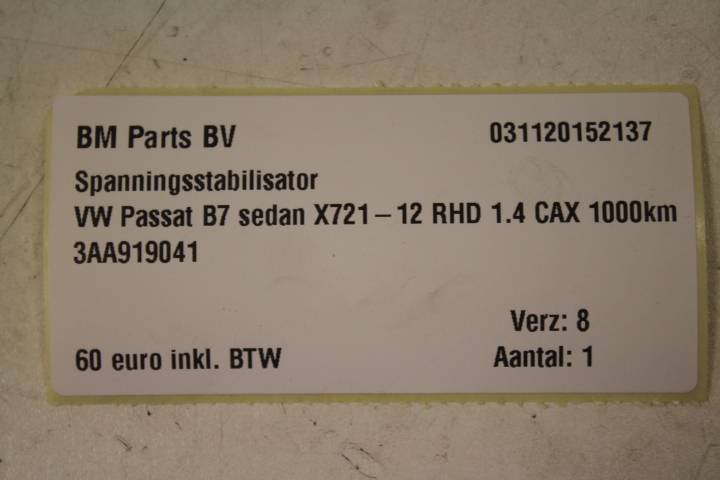 BM Parts BV 031120152137
Spanningsstabilisator
VW Passat B7 sedan X721-12 RHD 1.4 CAX 1000km
3AA919041
Verz: 8
60 euro inkl. BTW Aantal: 1